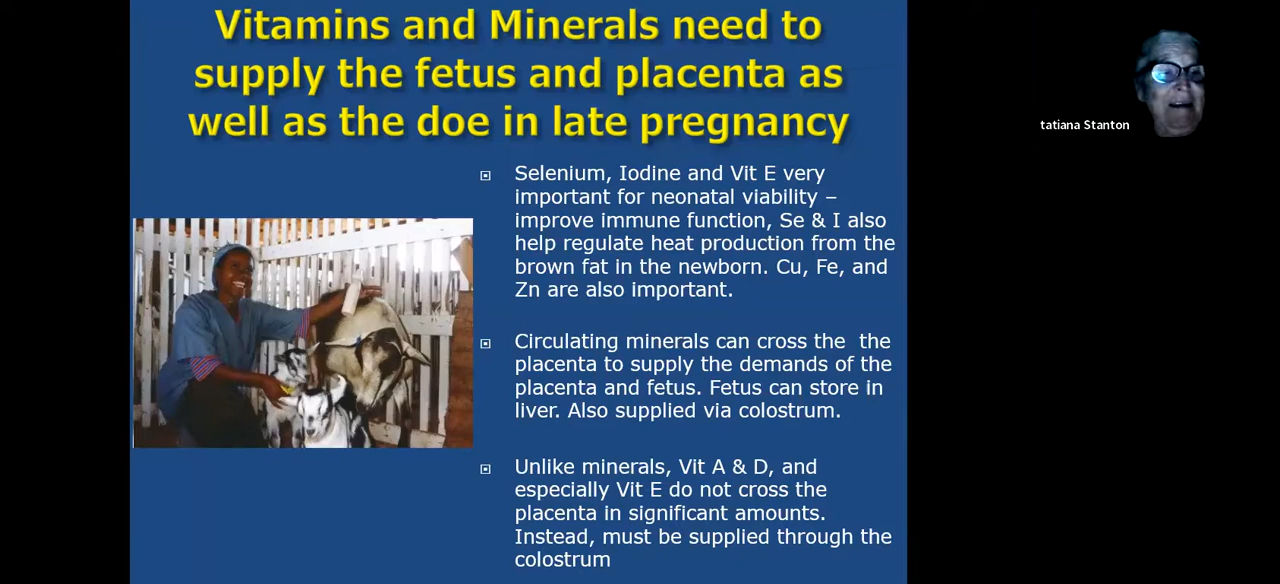 Vitamins and Minerals need to
supply the fetus and placenta as
well as the doe in late pregnancy
tatiana Stanton
Selenium, Iodine and Vit E very
important for neonatal viability –
improve immune function, Se & I also
help regulate heat production from the
brown fat in the newborn. Cu, Fe, and
Zn are also important.
Circulating minerals can cross the the
placenta to supply the demands of the
placenta and fetus. Fetus can store in
liver. Also supplied via colostrum.
Unlike minerals, Vit A & D, and
especially Vit E do not cross the
placenta in significant amounts.
Instead, must be supplied through the
colostrum